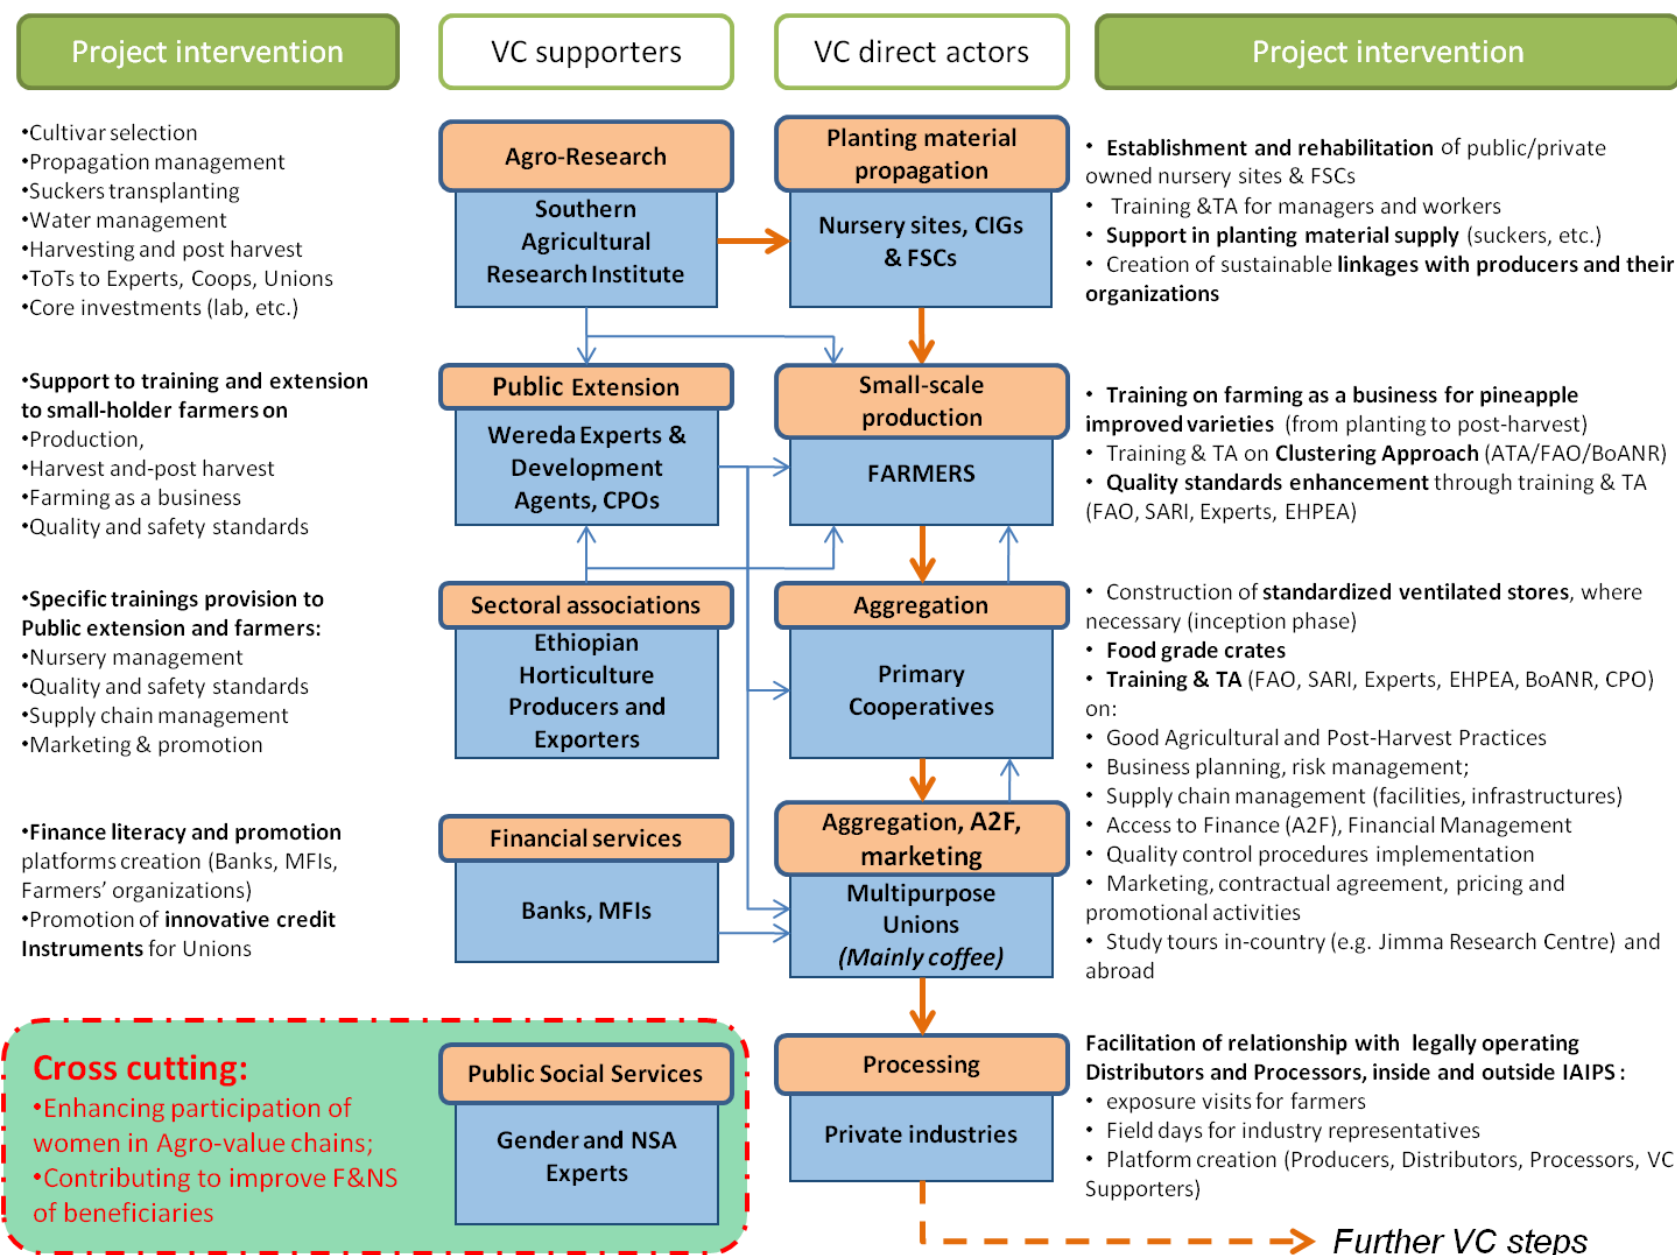 Project intervention
VC supporters
VC direct actors
Project intervention
•Cultivar selection
•Propagation management
•Suckers transplanting
•Water management
•Harvesting and post harvest
•ToTs to Experts, Coops, Unions
•Core investments (lab, etc.)
Agro-Research
Southern
Agricultural
Research Institute
Planting material
propagation
Nursery sites, CIGs
& FSCs
• Establishment and rehabilitation of public/private
owned nursery sites & FSCs
• Training &TA for managers and workers
• Support in planting material supply (suckers, etc.)
• Creation of sustainable linkages with producers and their
organizations
•Support to training and extension
to small-holder farmers on
•Production,
•Harvest and-post harvest
•Farming as a business
•Quality and safety standards
Public Extension
Wereda Experts &
Development
Agents, CPOs
Small-scale
production
FARMERS
• Training on farming as a business for pineapple
improved varieties (from planting to post-harvest)
• Training & TA on Clustering Approach (ATA/FAO/BoANR)
• Quality standards enhancement through training & TA
(FAO, SARI, Experts, EHPEA)
•Specific trainings provision to
Public extension and farmers:
•Nursery management
•Quality and safety standards
•Supply chain management
•Marketing & promotion
Sectoral associations
Ethiopian
Horticulture
Producers and
Exporters
Aggregation
Primary
Cooperatives
• Construction of standardized ventilated stores, where
necessary (inception phase)
• Food grade crates
• Training & TA (FAO, SARI, Experts, EHPEA, BoANR, CPO)
on:
• Good Agricultural and Post-Harvest Practices
• Business planning, risk management;
• Supply chain management (facilities, infrastructures)
• Access to Finance (A2F), Financial Management
• Quality control procedures implementation
• Marketing, contractual agreement, pricing and
promotional activities
• Study tours in-country (e.g. Jimma Research Centre) and
abroad
•Finance literacy and promotion
platforms creation (Banks, MFIs,
Farmers’ organizations)
•Promotion of innovative credit
Instruments for Unions
Financial services
Banks, MFIs
Aggregation, A2F,
marketing
Multipurpose
Unions
(Mainly coffee)
Cross cutting:
•Enhancing participation of
women in Agro-value chains;
•Contributing to improve F&NS
of beneficiaries
Public Social Services
Gender and NSA
Experts
Processing
Private industries
Facilitation of relationship with legally operating
Distributors and Processors, inside and outside IAIPS :
• exposure visits for farmers
• Field days for industry representatives
• Platform creation (Producers, Distributors, Processors, VC
Supporters)
Further VC steps